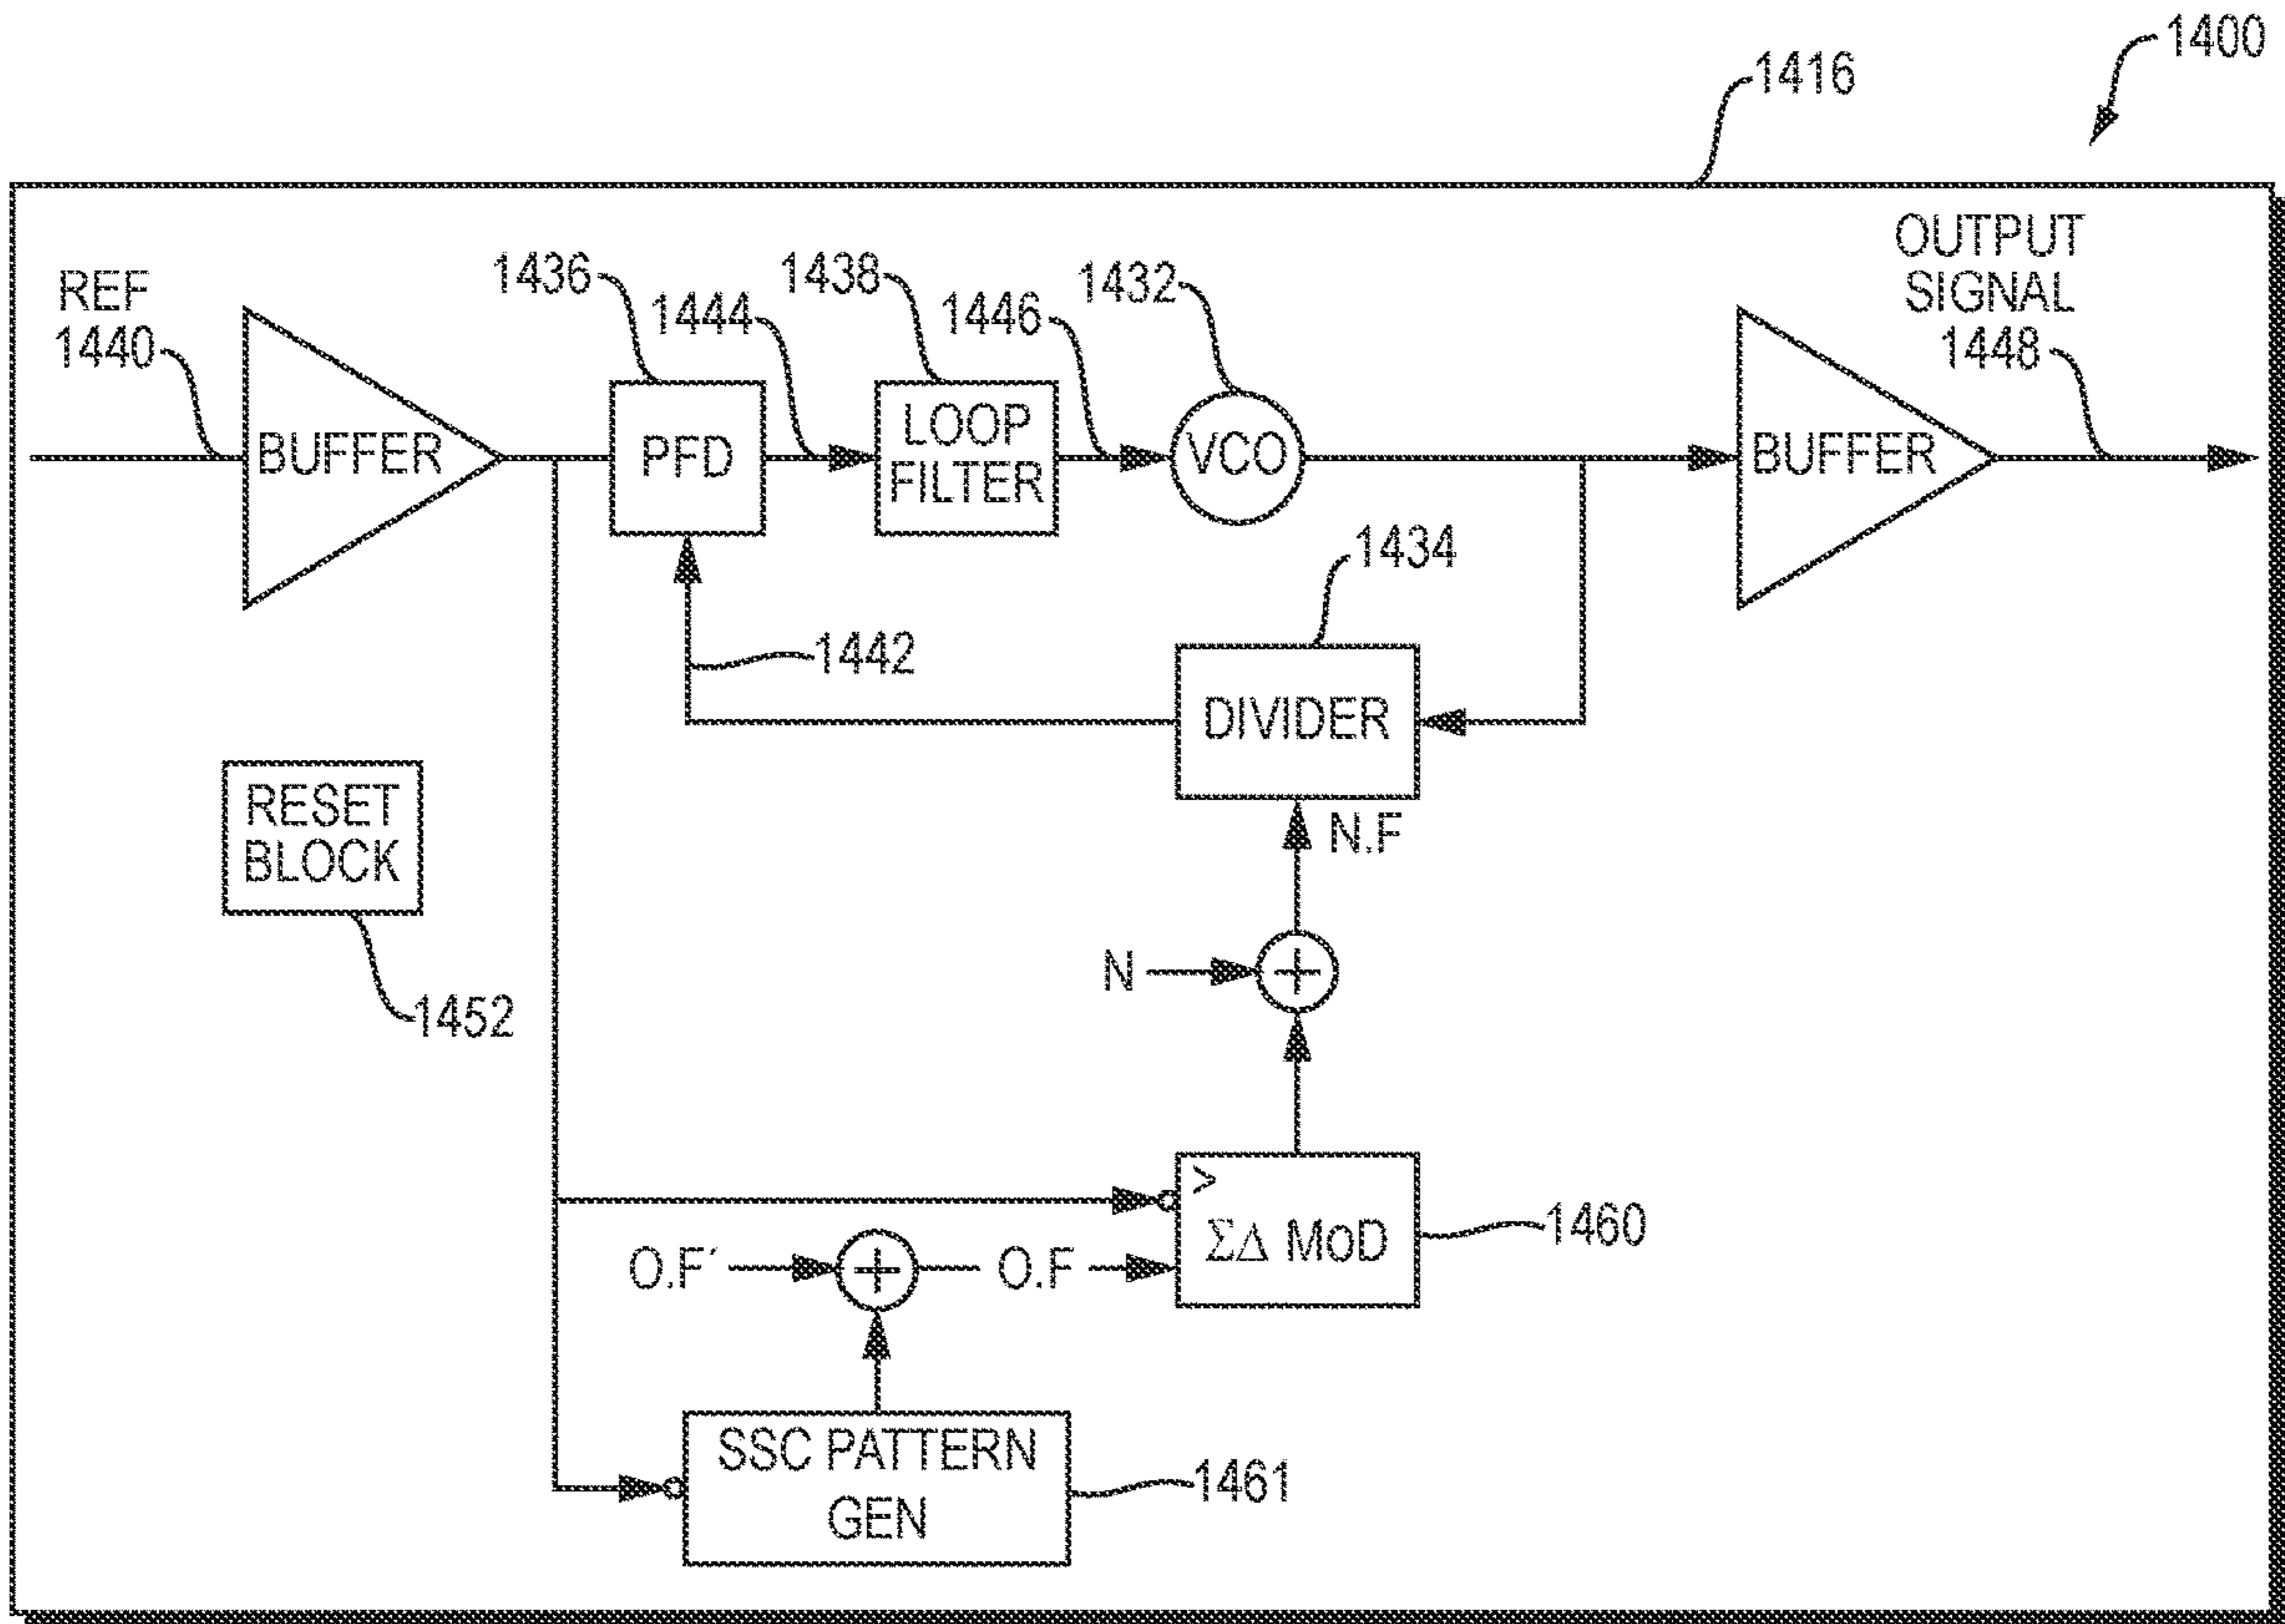 1400
1416
OUTPUT
SIGNAL
1448
REF
1440
1436
1444
1438
1446
1432
BUFFER
PFD
LOOP
FILTER
VCO
BUFFER
1434
1442
DIVIDER
RESET
BLOCK
N.F
N
+
1452
>
ΣΔ MOD
1460
O.F´
+
O.F
SSC PATTERN
GEN
1461